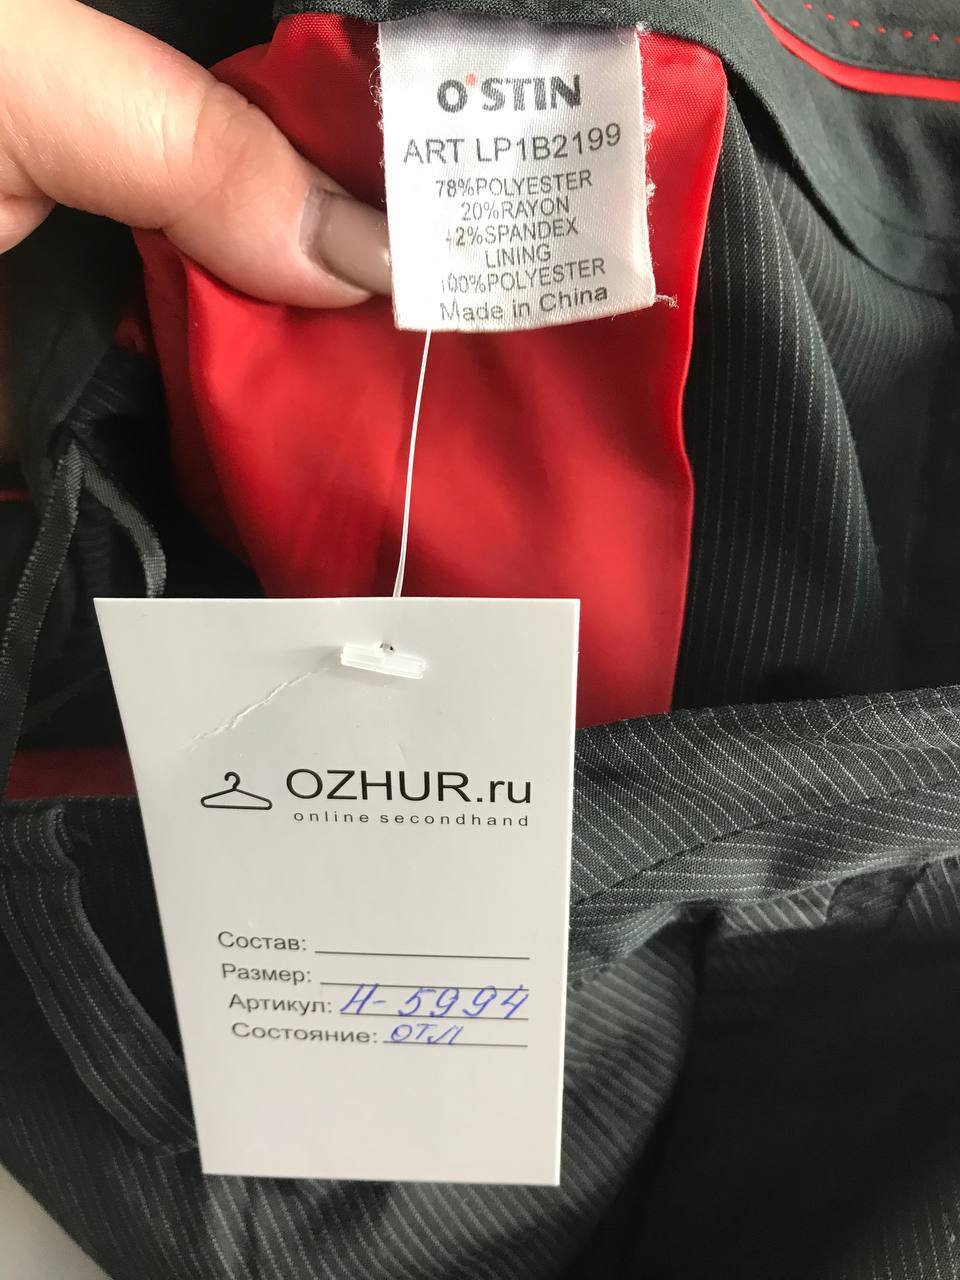 O'STIN
ART LP1B2199
78%POLYESTER
20%RAYON
2%SPANDEX
LINING
100%POLYESTER
Made in China
OZHUR.ru
online secondhand
Состав:
Размер:
Артикул: Н-5994
Состояние: отл